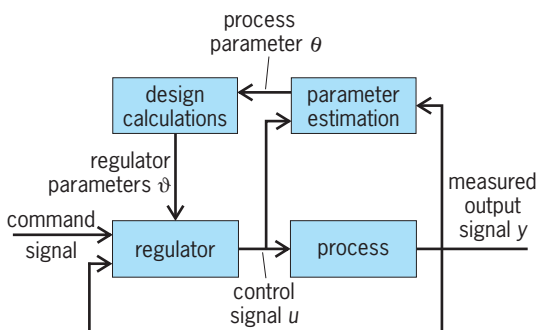 process
parameter θ
design
calculations
parameter
estimation
regulator
parameters ϑ
measured
output
signal y
command
signal
regulator
process
control
signal u